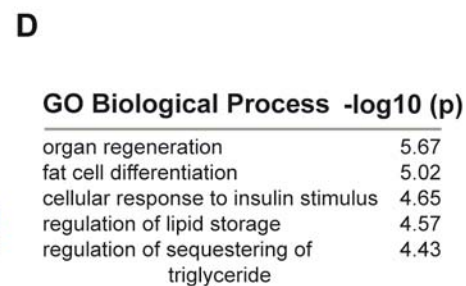 D
GO Biological Process -log10 (p)
organ regeneration 5.67
fat cell differentiation 5.02
cellular response to insulin stimulus 4.65
regulation of lipid storage 4.57
regulation of sequestering of 4.43
triglyceride